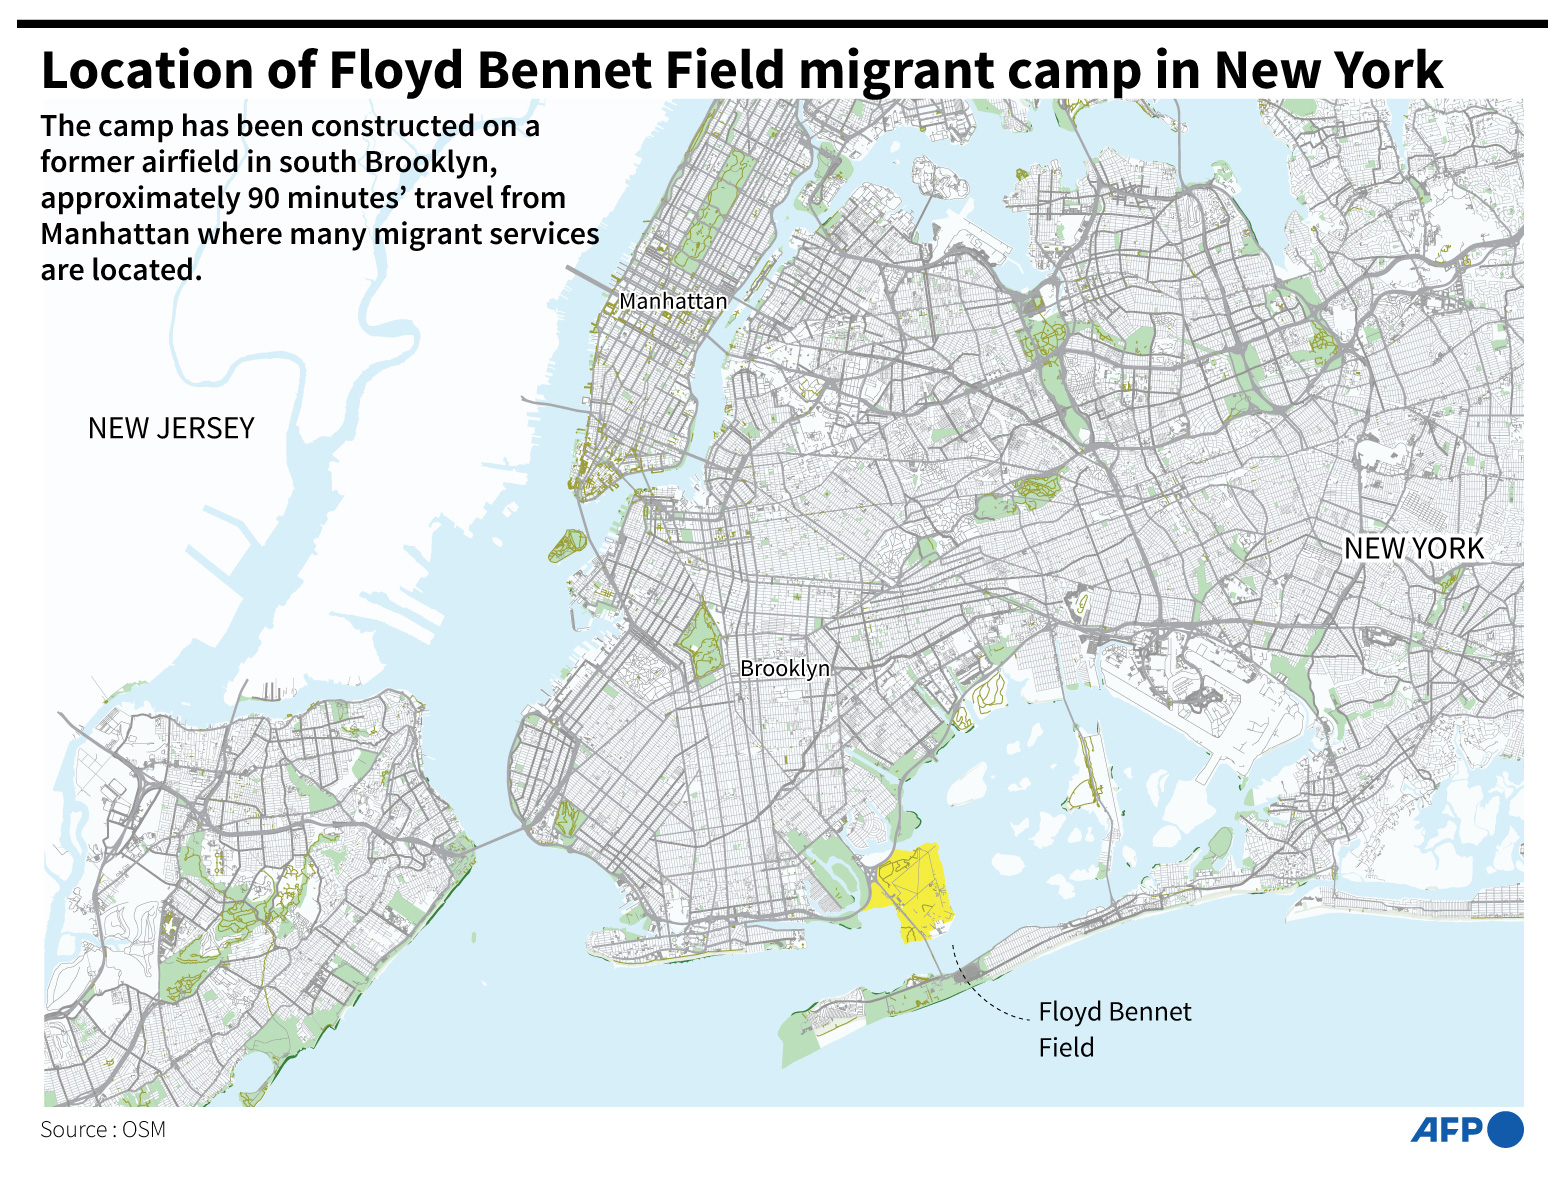 Location of Floyd Bennet Field migrant camp in New York
The camp has been constructed on a
former airfield in south Brooklyn,
approximately 90 minutes’ travel from
Manhattan where many migrant services
are located.
Manhattan
NEW JERSEY
NEW YORK
Brooklyn
Floyd Bennet
Field
Source : OSM
AFP